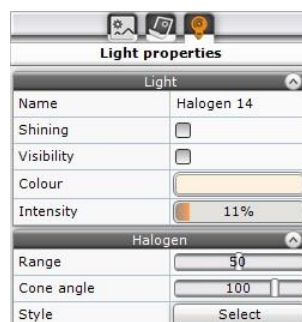 Light properties
Light
Name Halogen 14
Shining
Visibility
Colour
Intensity 11%
Halogen
Range 50
Cone angle 100
Style Select